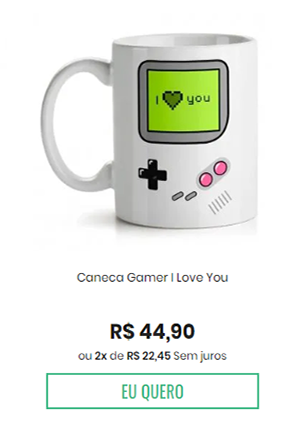 I ♥ you
Caneca Gamer I Love You
R$ 44,90
ou 2x de R$ 22,45 Sem juros
EU QUERO